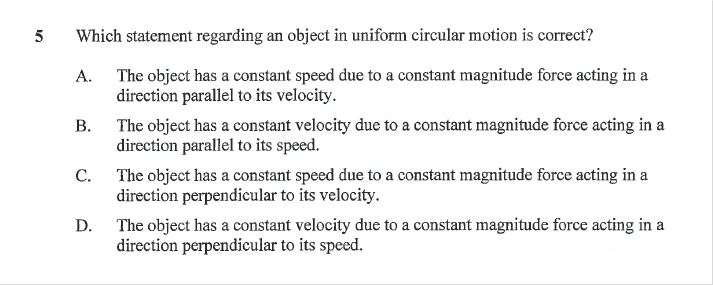 5 Which statement regarding an object in uniform circular motion is correct?
A. The object has a constant speed due to a constant magnitude force acting in a
direction parallel to its velocity.
B. The object has a constant velocity due to a constant magnitude force acting in a
direction parallel to its speed.
C. The object has a constant speed due to a constant magnitude force acting in a
direction perpendicular to its velocity.
D. The object has a constant velocity due to a constant magnitude force acting in a
direction perpendicular to its speed.